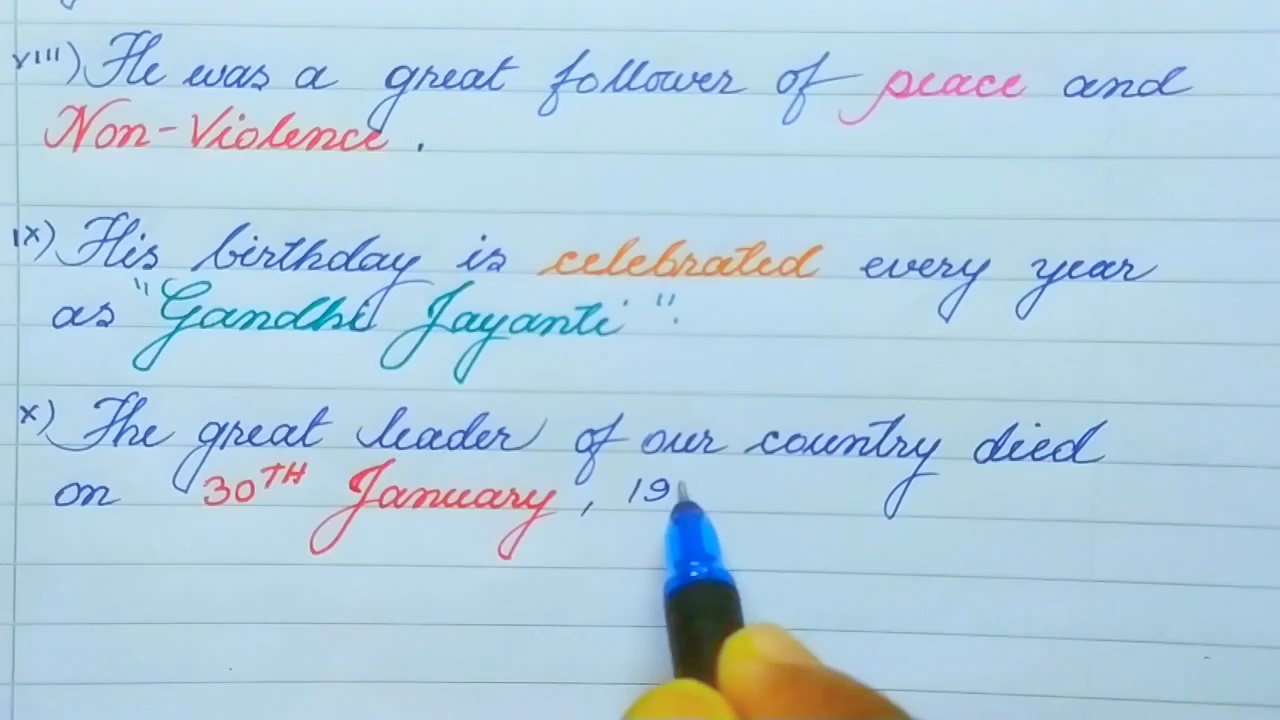 viii) He was a great follower of peace and
Non-Violence.
ix) His birthday is celebrated every year
as "Gandhi Jayanti".
x) The great leader of our country died
on 30TH January, 19